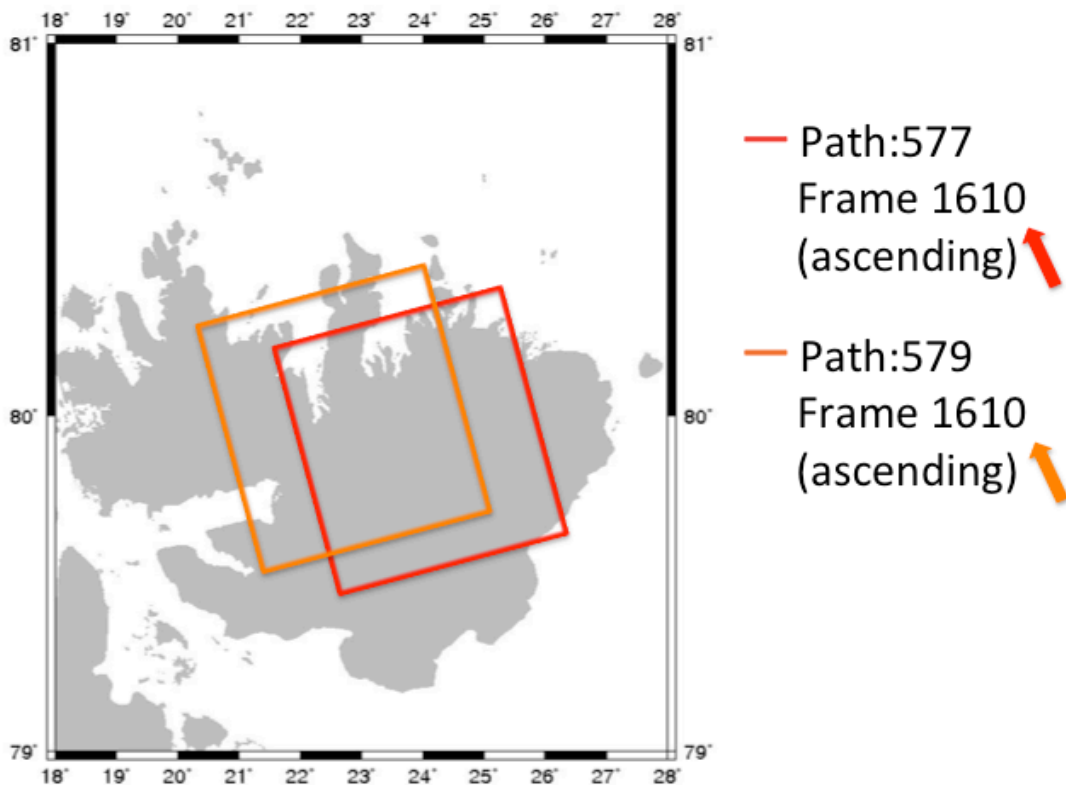 18° 19° 20° 21° 22° 23° 24° 25° 26° 27° 28°
81° 81°
Path:577
Frame 1610
(ascending)
Path:579
80° 80°
Frame 1610
(ascending)
79° 79°
18° 19° 20° 21° 22° 23° 24° 25° 26° 27° 28°